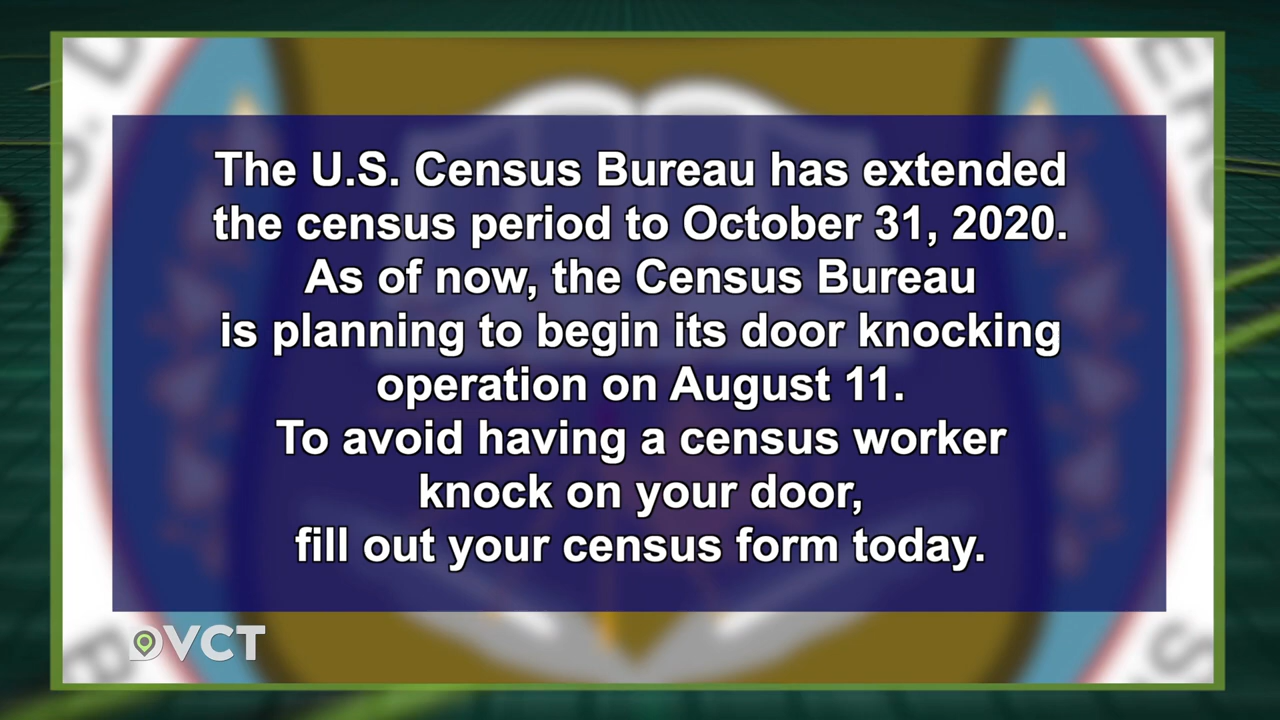 The U.S. Census Bureau has extended
the census period to October 31, 2020.
As of now, the Census Bureau
is planning to begin its door knocking
operation on August 11.
To avoid having a census worker
knock on your door,
fill out your census form today.
DVCT